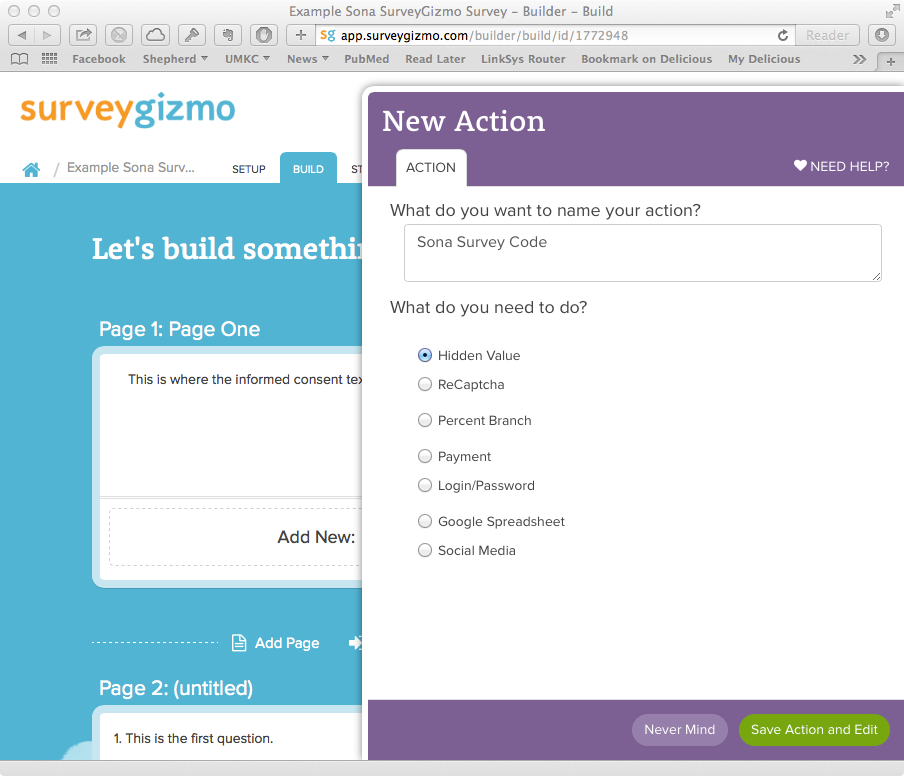 Example Sona SurveyGizmo Survey – Builder – Build
app.surveygizmo.com/builder/build/id/1772948
Reader
Facebook Shepherd UMKC News PubMed Read Later LinkSys Router Bookmark on Delicious My Delicious
surveygizmo
/ Example Sona Surv...
SETUP
BUILD
New Action
ACTION
NEED HELP?
Let's build somethin
Page 1: Page One
This is where the informed consent tex
Add New:
Add Page
Page 2: (untitled)
1. This is the first question.
What do you want to name your action?
Sona Survey Code
What do you need to do?
Hidden Value
ReCaptcha
Percent Branch
Payment
Login/Password
Google Spreadsheet
Social Media
Never Mind
Save Action and Edit